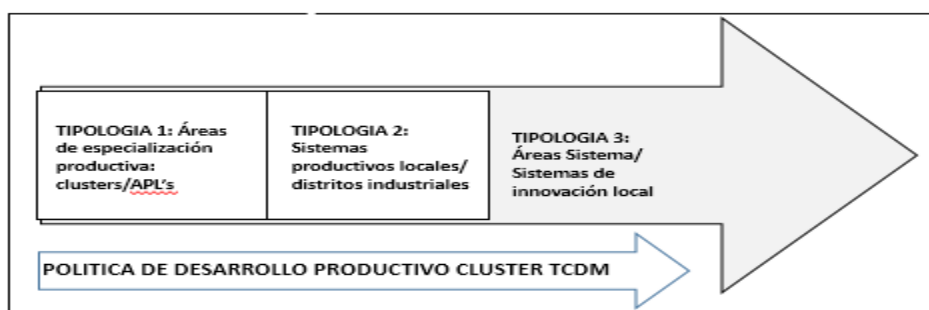 TIPOLOGIA 1: Áreas
de especialización
productiva:
clusters/APL's
TIPOLOGIA 2:
Sistemas
productivos locales/
distritos industriales
TIPOLOGIA 3:
Áreas Sistema/
Sistemas de
innovación local
POLITICA DE DESARROLLO PRODUCTIVO CLUSTER TCDM